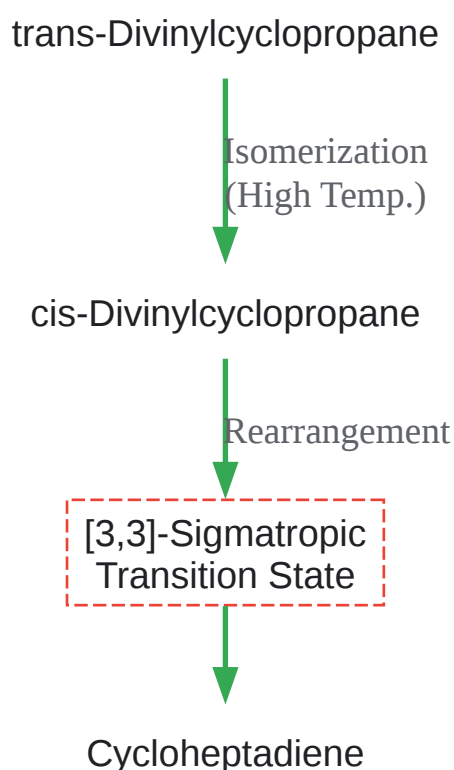 trans-Divinylcyclopropane
Isomerization
(High Temp.)
cis-Divinylcyclopropane
Rearrangement
[3,3]-Sigmatropic
Transition State
Cycloheptadiene